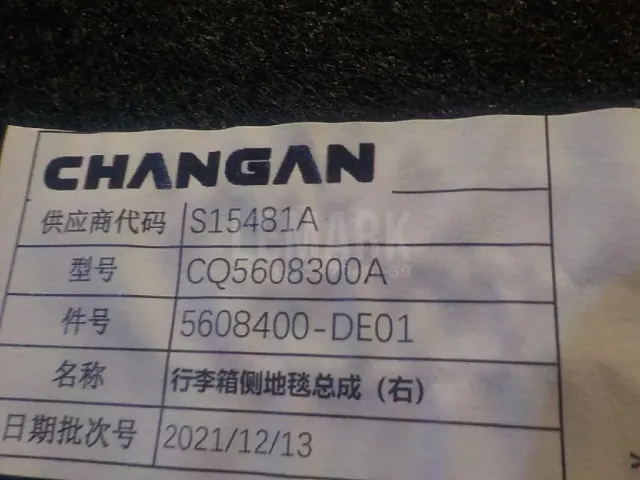 CHANGAN
供应商代码 S15481A
型号 CQ5608300A
件号 5608400-DE01
名称 行李箱侧地毯总成（右）
日期批次号 2021/12/13